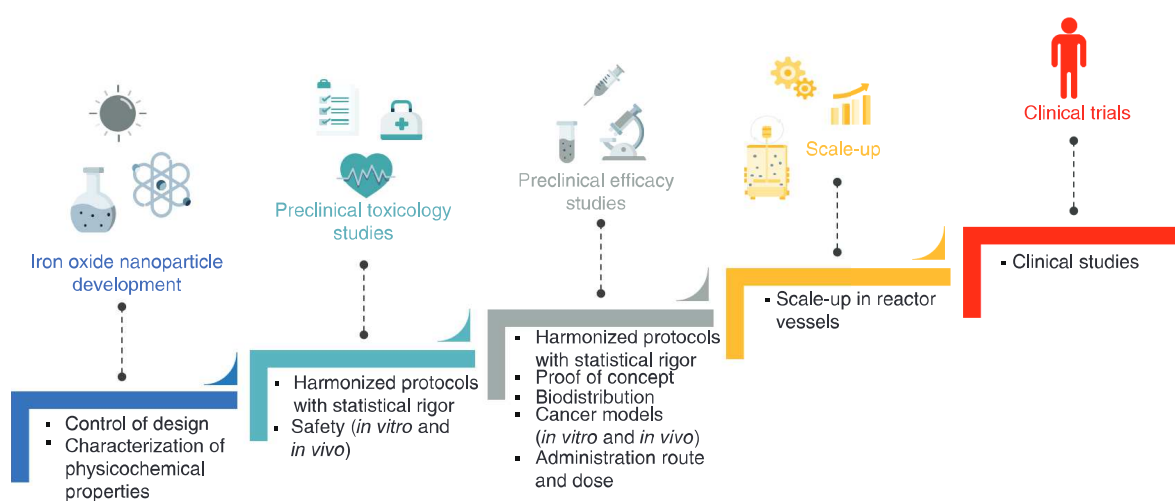 Iron oxide nanoparticle
development
▪ Control of design
▪ Characterization of
physicochemical
properties
Preclinical toxicology
studies
▪ Harmonized protocols
with statistical rigor
▪ Safety (in vitro and
in vivo)
Preclinical efficacy
studies
▪ Harmonized protocols
with statistical rigor
▪ Proof of concept
▪ Biodistribution
▪ Cancer models
(in vitro and in vivo)
▪ Administration route
and dose
Scale-up
▪ Scale-up in reactor
vessels
Clinical trials
▪ Clinical studies